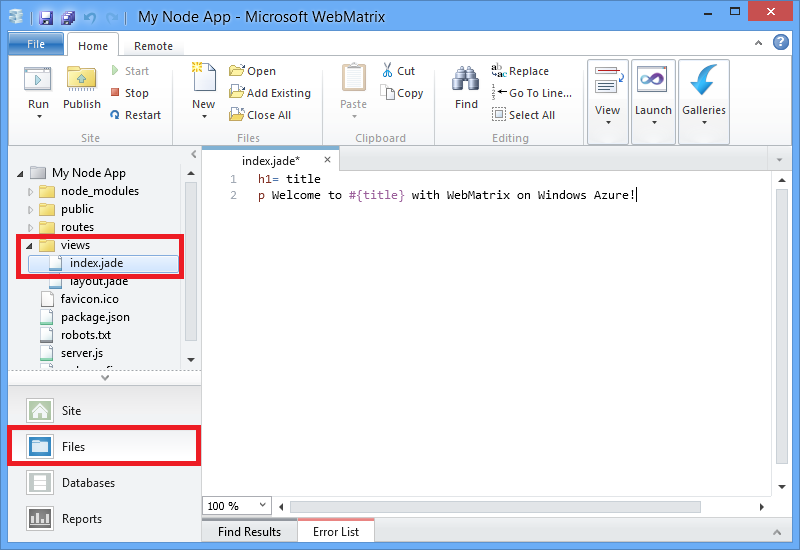 My Node App - Microsoft WebMatrix
File Home Remote
Run
Publish
Start
Stop
Restart
Site
New
Open
Add Existing
Close All
Files
Paste
Cut
Copy
Clipboard
Find
Replace
Go To Line...
Select All
Editing
View
Launch
Galleries
My Node App
node_modules
public
routes
views
index.jade
layout.jade
favicon.ico
package.json
robots.txt
server.js
Site
Files
Databases
Reports
index.jade*
1 h1= title
2 p Welcome to #{title} with WebMatrix on Windows Azure!
100 %
Find Results Error List